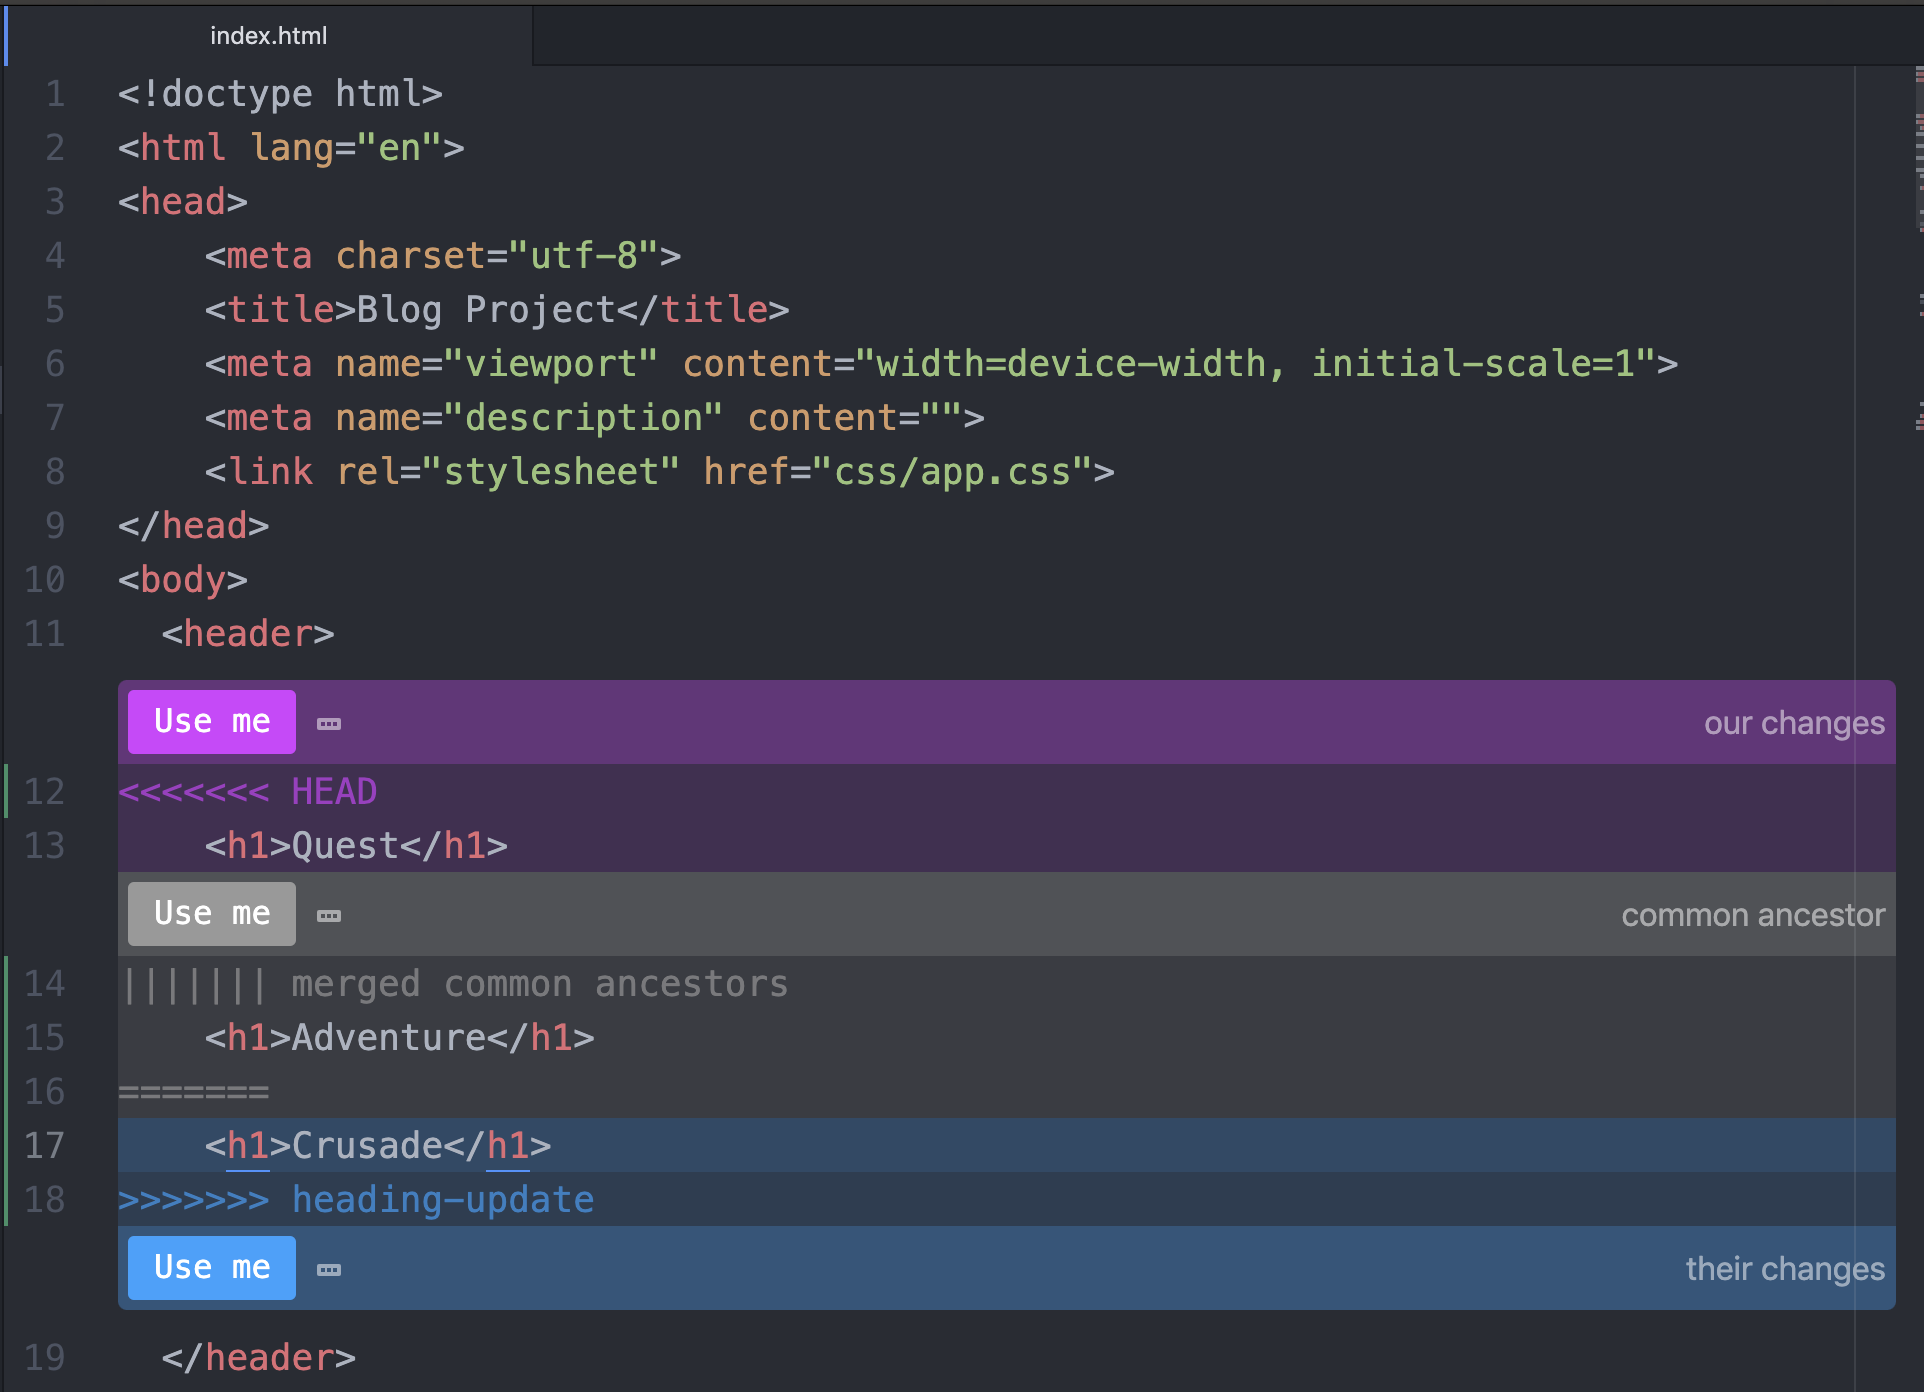 index.html
1 <!doctype html>
2 <html lang="en">
3 <head>
4     <meta charset="utf-8">
5     <title>Blog Project</title>
6     <meta name="viewport" content="width=device-width, initial-scale=1">
7     <meta name="description" content="">
8     <link rel="stylesheet" href="css/app.css">
9 </head>
10 <body>
11   <header>
Use me our changes
12 <<<<<<< HEAD
13     <h1>Quest</h1>
Use me common ancestor
14 ||||||| merged common ancestors
15     <h1>Adventure</h1>
16 =======
17     <h1>Crusade</h1>
18 >>>>>>> heading-update
Use me their changes
19   </header>